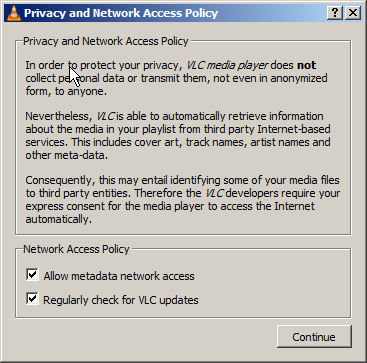 Privacy and Network Access Policy
Privacy and Network Access Policy
In order to protect your privacy, VLC media player does not
collect personal data or transmit them, not even in anonymized
form, to anyone.
Nevertheless, VLC is able to automatically retrieve information
about the media in your playlist from third party Internet-based
services. This includes cover art, track names, artist names and
other meta-data.
Consequently, this may entail identifying some of your media files
to third party entities. Therefore the VLC developers require your
express consent for the media player to access the Internet
automatically.
Network Access Policy
Allow metadata network access
Regularly check for VLC updates
Continue